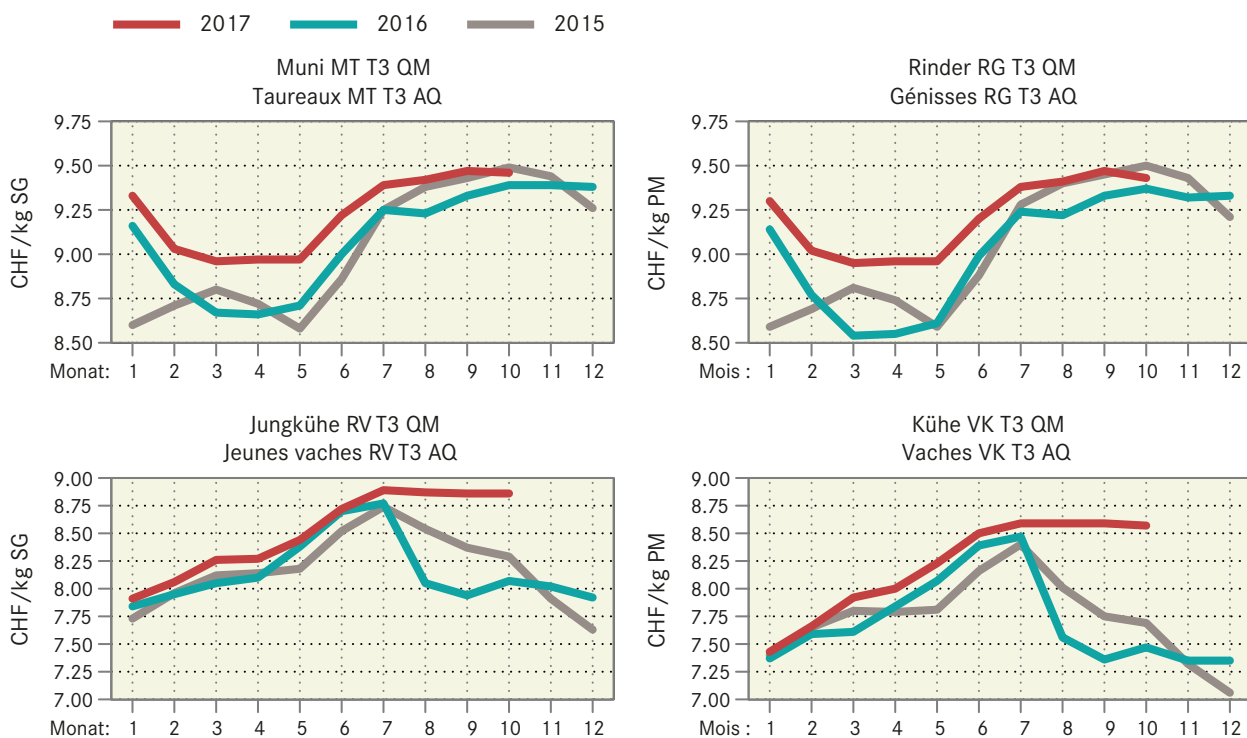 2017 2016 2015
Muni MT T3 QM
Taureaux MT T3 AQ
9.75
9.50
9.25
9.00
8.75
8.50
CHF/kg SG
Monat: 1 2 3 4 5 6 7 8 9 10 11 12
Rinder RG T3 QM
Génisses RG T3 AQ
9.75
9.50
9.25
9.00
8.75
8.50
CHF/kg PM
Mois : 1 2 3 4 5 6 7 8 9 10 11 12
Jungkühe RV T3 QM
Jeunes vaches RV T3 AQ
9.00
8.75
8.50
8.25
8.00
7.75
7.50
7.25
7.00
CHF/kg SG
Monat: 1 2 3 4 5 6 7 8 9 10 11 12
Kühe VK T3 QM
Vaches VK T3 AQ
9.00
8.75
8.50
8.25
8.00
7.75
7.50
7.25
7.00
CHF/kg PM
Mois : 1 2 3 4 5 6 7 8 9 10 11 12